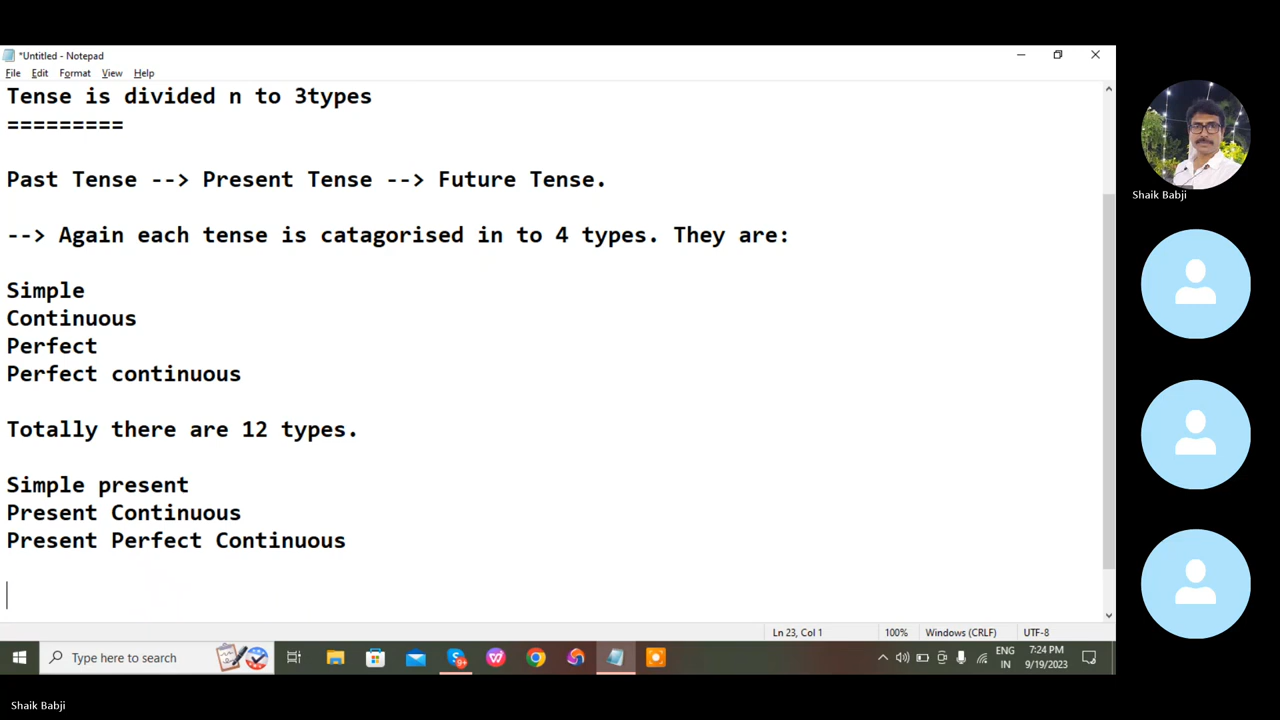 *Untitled - Notepad
File Edit Format View Help
Tense is divided n to 3types
=========
Past Tense --> Present Tense --> Future Tense.
--> Again each tense is catagorised in to 4 types. They are:
Simple
Continuous
Perfect
Perfect continuous
Totally there are 12 types.
Simple present
Present Continuous
Present Perfect Continuous
Ln 23, Col 1 100% Windows (CRLF) UTF-8
Type here to search
ENG
IN
7:24 PM
9/19/2023
Shaik Babji
Shaik Babji